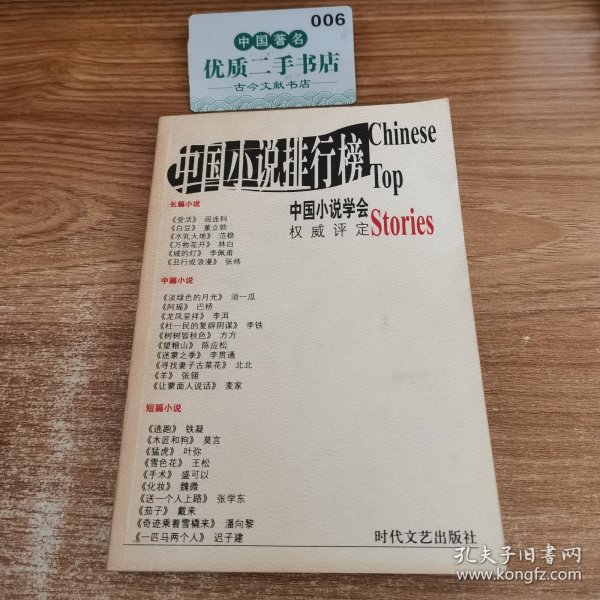 006
中国著名
优质二手书店
古今文献书店
中国小说排行榜
Chinese
Top
Stories
中国小说学会
权威评定
长篇小说
《受活》 阎连科
《白豆》 董立勃
《水乳大地》 范稳
《万物花开》 林白
《城的灯》 李佩甫
《丑行或浪漫》 张炜
中篇小说
《淡绿色的月光》 须一瓜
《阿瑶》 巴桥
《龙凤呈祥》 李洱
《杜一民的复辟阴谋》 李铁
《树树皆秋色》 方方
《望粮山》 陈应松
《迷蒙之季》 李贯通
《寻找妻子古菜花》 北北
《羊》 张翎
《让蒙面人说话》 麦家
短篇小说
《逃跑》 铁凝
《木匠和狗》 莫言
《猛虎》 叶弥
《雪色花》 王松
《手术》 盛可以
《化妆》 魏微
《送一个人上路》 张学东
《茄子》 戴来
《奇迹乘着雪橇来》 潘向黎
《一匹马两个人》 迟子建
时代文艺出版社
孔夫子旧书网
www.kongfz.com